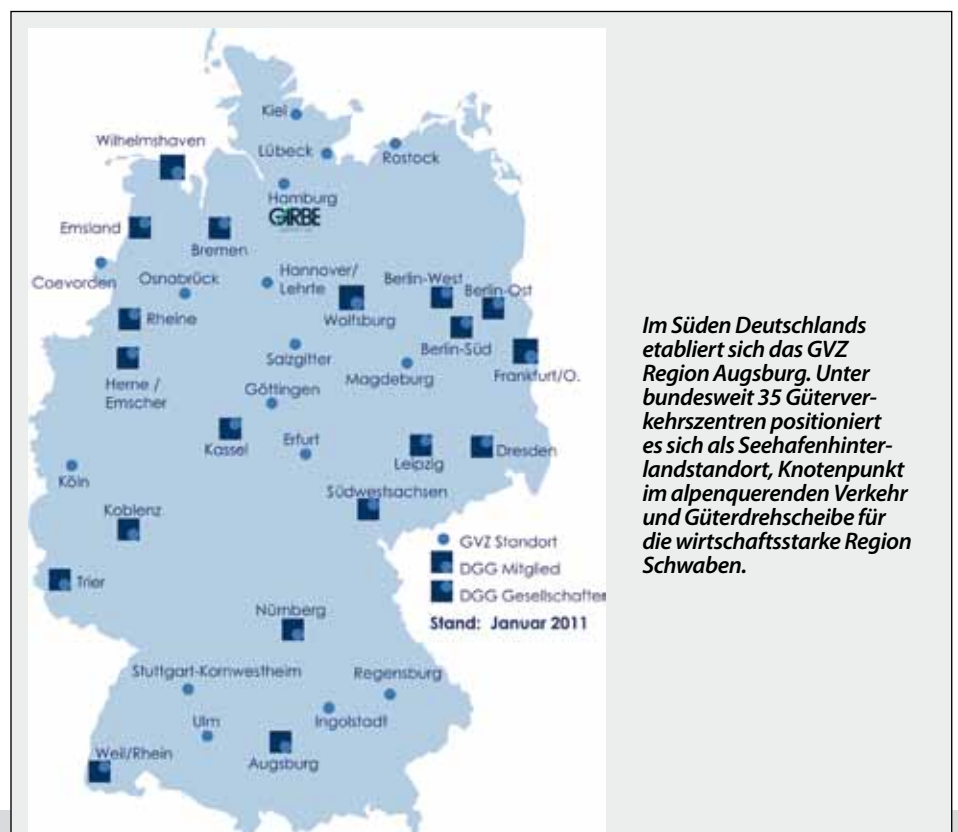 Kiel
Wilhelmshaven
Lübeck
Rostock
Hamburg
GARBE
Emsland
Bremen
Coevorden
Osnabrück
Hannover/
Lehrte
Berlin-West
Berlin-Ost
Rheine
Wolfsburg
Berlin-Süd
Salzgitter
Magdeburg
Frankfurt/O.
Herne /
Emscher
Göttingen
Kassel
Erfurt
Leipzig
Dresden
Köln
Südwestsachsen
Koblenz
GVZ Standort
DGG Mitglied
DGG Gesellschafter
Stand: Januar 2011
Trier
Nürnberg
Stuttgart-Kornwestheim
Regensburg
Ulm
Ingolstadt
Weil/Rhein
Augsburg
Im Süden Deutschlands
etabliert sich das GVZ
Region Augsburg. Unter
bundesweit 35 Güterver-
kehrszentren positioniert
es sich als Seehafenhinter-
landstandort, Knotenpunkt
im alpenquerenden Verkehr
und Güterdrehscheibe für
die wirtschaftsstarke Region
Schwaben.